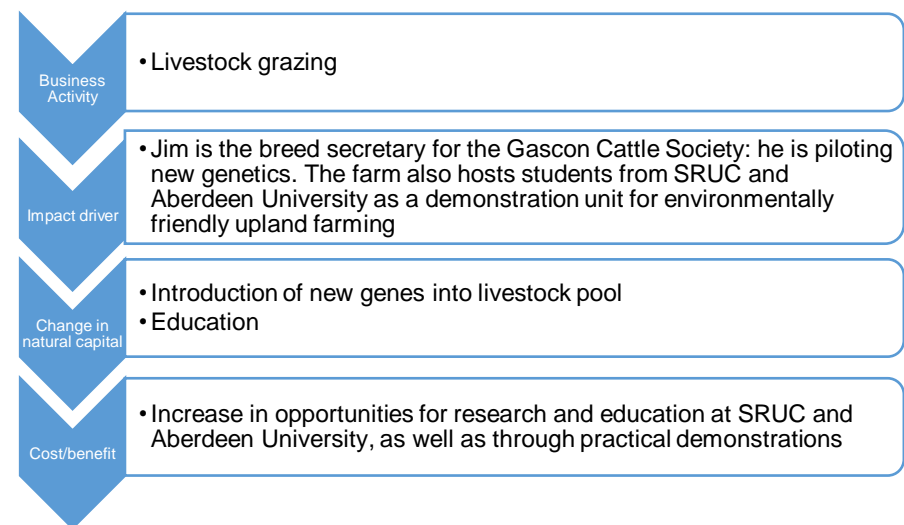 Business
Activity
• Livestock grazing
Impact driver
• Jim is the breed secretary for the Gascon Cattle Society: he is piloting
new genetics. The farm also hosts students from SRUC and
Aberdeen University as a demonstration unit for environmentally
friendly upland farming
Change in
natural capital
• Introduction of new genes into livestock pool
• Education
Cost/benefit
• Increase in opportunities for research and education at SRUC and
Aberdeen University, as well as through practical demonstrations